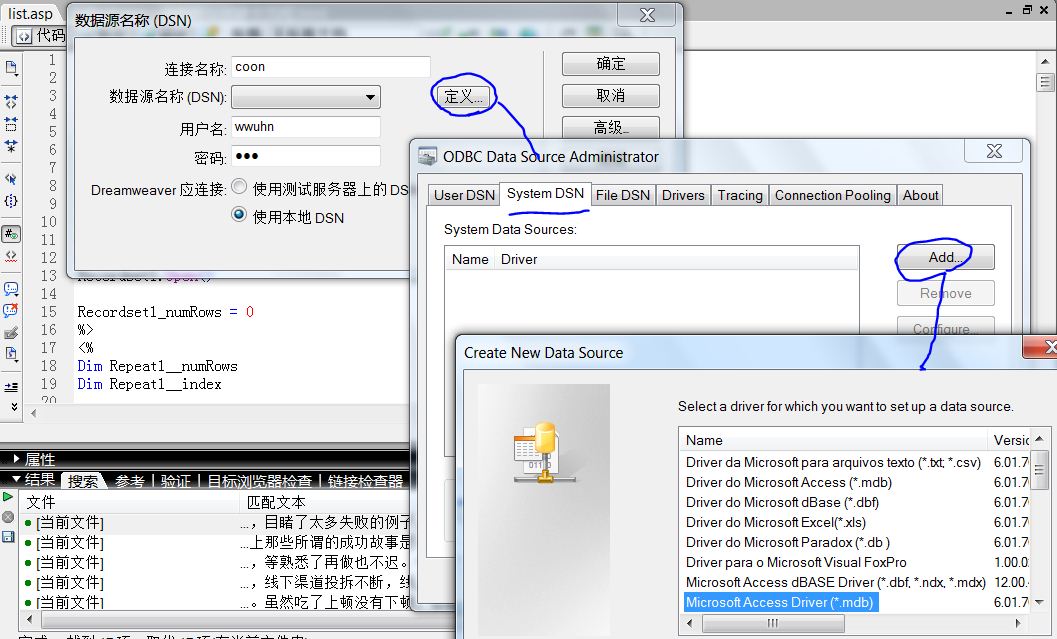 list.asp
代码
数据源名称 (DSN)
连接名称: coon
数据源名称 (DSN):
定义...
用户名: wwuhn
密码: •••
Dreamweaver 应连接:
使用测试服务器上的 DS
使用本地 DSN
确定
取消
高级...
ODBC Data Source Administrator
User DSN System DSN File DSN Drivers Tracing Connection Pooling About
System Data Sources:
Name Driver
Add...
Remove
Configure...
Create New Data Source
Select a driver for which you want to set up a data source.
Name Versic
Driver da Microsoft para arquivos texto (*.txt; *.csv) 6.01.7
Driver do Microsoft Access (*.mdb) 6.01.7
Driver do Microsoft dBase (*.dbf) 6.01.7
Driver do Microsoft Excel(*.xls) 6.01.7
Driver do Microsoft Paradox (*.db ) 6.01.7
Driver para o Microsoft Visual FoxPro 1.00.0
Microsoft Access dBASE Driver (*.dbf, *.ndx, *.mdx) 12.00.
Microsoft Access Driver (*.mdb) 6.01.7
1
2
3
4
5
6
7
8
9
10
11
12
13
14
15 Recordset1_numRows = 0
16 %>
17 <%
18 Dim Repeat1__numRows
19 Dim Repeat1__index
20
属性
结果 搜索 参考 验证 目标浏览器检查 链接检查器
文件 匹配文本
[当前文件] ...，目睹了太多失败的例子
[当前文件] ...上那些所谓的成功故事是
[当前文件] ...，等熟悉了再做也不迟。
[当前文件] ...，线下渠道投拆不断，线
[当前文件] ...。虽然吃了上顿没有下顿